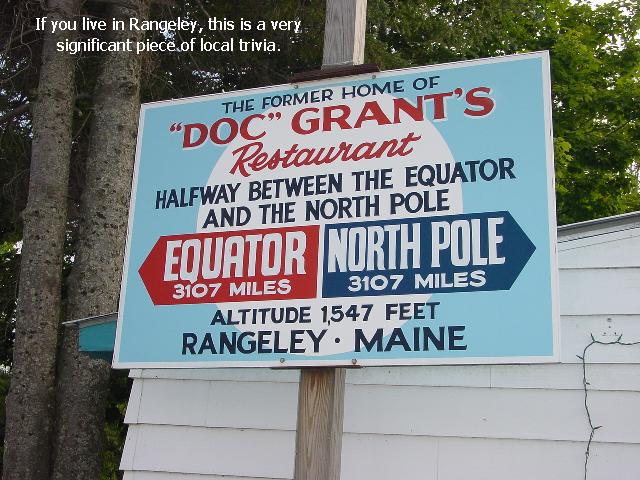 If you live in Rangeley, this is a very
significant piece of local trivia.
THE FORMER HOME OF
"DOC" GRANT'S
Restaurant
HALFWAY BETWEEN THE EQUATOR
AND THE NORTH POLE
EQUATOR
3107 MILES
NORTH POLE
3107 MILES
ALTITUDE 1,547 FEET
RANGELEY · MAINE